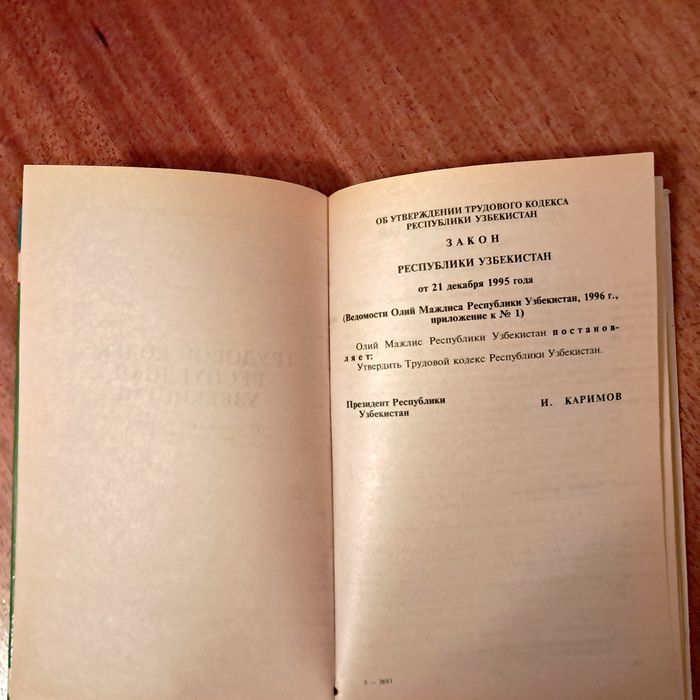 ОБ УТВЕРЖДЕНИИ ТРУДОВОГО КОДЕКСА
РЕСПУБЛИКИ УЗБЕКИСТАН
ЗАКОН
РЕСПУБЛИКИ УЗБЕКИСТАН
от 21 декабря 1995 года
(Ведомости Олий Мажлиса Республики Узбекистан, 1996 г.,
приложение к № 1)
Олий Мажлис Республики Узбекистан постанов-
ляет:
Утвердить Трудовой кодекс Республики Узбекистан.
Президент Республики
Узбекистан
И. КАРИМОВ
5 — 3681